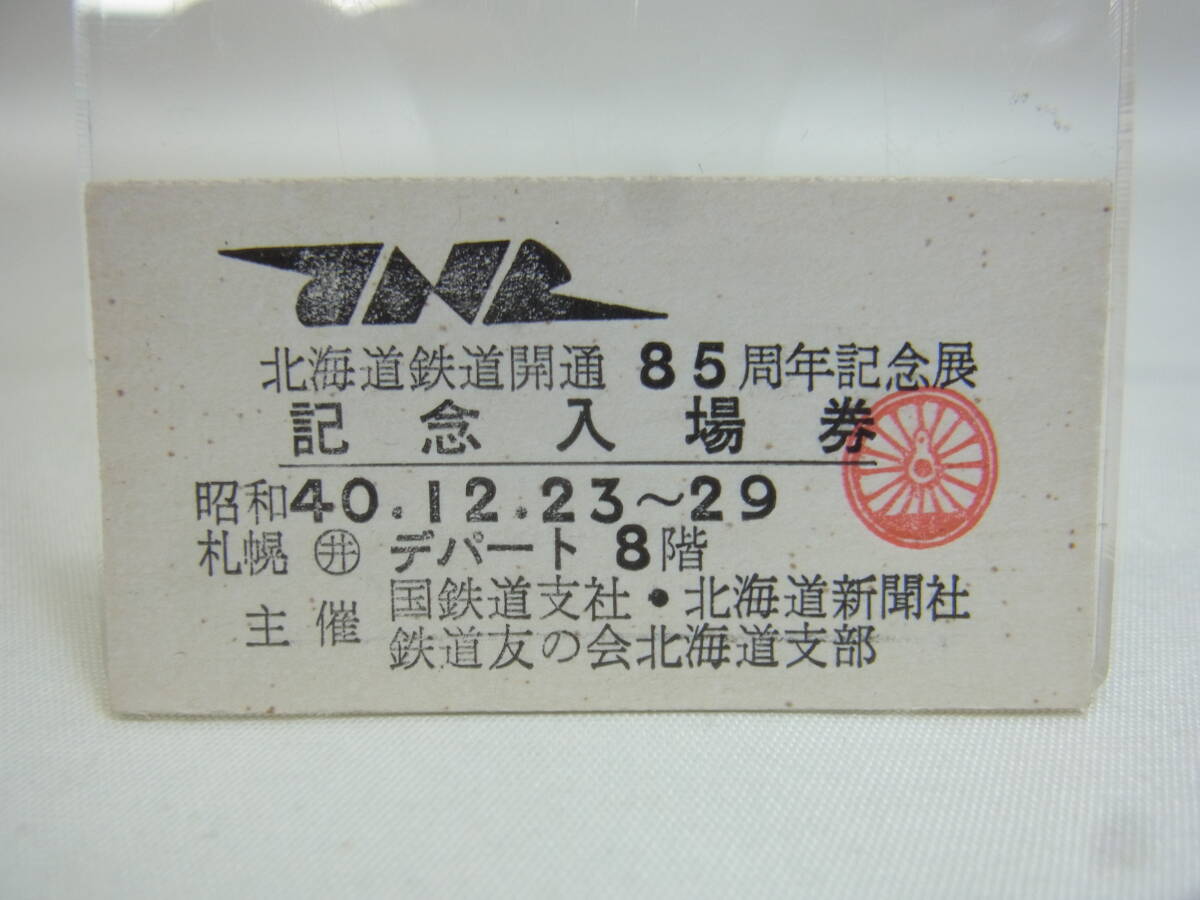 JNR
北海道鉄道開通 85周年記念展
記念入場券
昭和40.12.23～29
札幌 ㊇井 デパート 8階
主催 国鉄道支社・北海道新聞社
鉄道友の会北海道支部